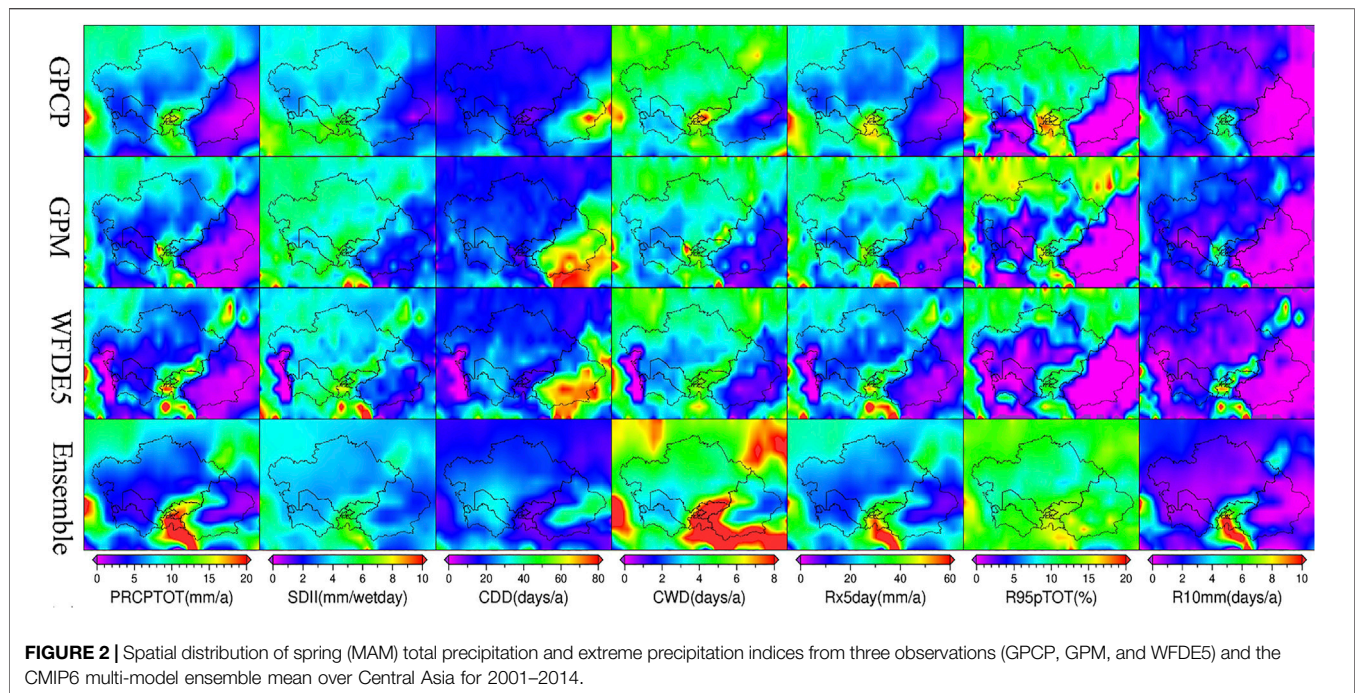 GPCP
GPM
WFDE5
Ensemble
0 5 10 15 20
0 2 4 6 8 10
0 20 40 60 80
0 2 4 6 8
0 20 40 60
0 5 10 15 20
0 2 4 6 8 10
PRCPTOT(mm/a)
SDII(mm/wetday)
CDD(days/a)
CWD(days/a)
Rx5day(mm/a)
R95pTOT(%)
R10mm(days/a)
FIGURE 2 | Spatial distribution of spring (MAM) total precipitation and extreme precipitation indices from three observations (GPCP, GPM, and WFDE5) and the
CMIP6 multi-model ensemble mean over Central Asia for 2001–2014.